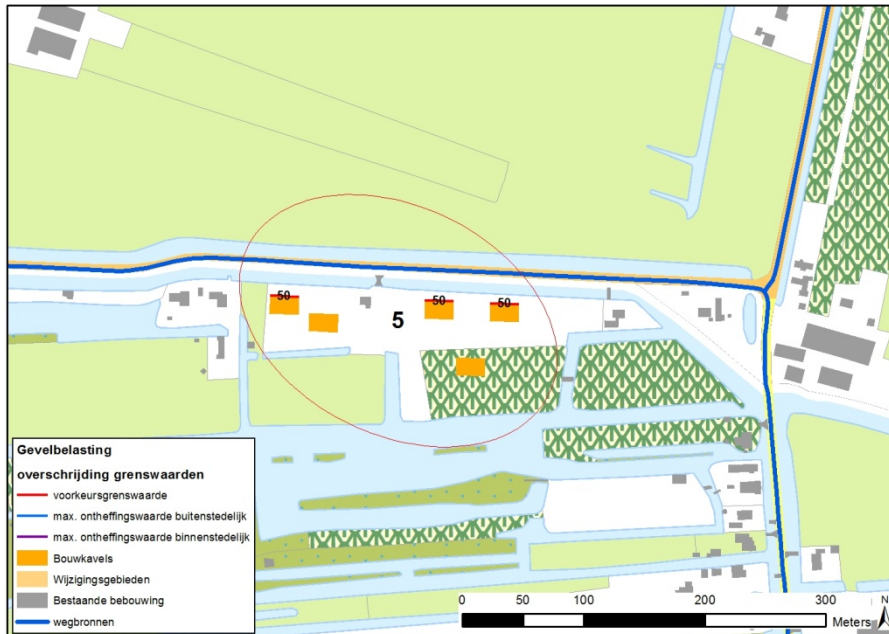 50
50
50
5
Gevelbelasting
overschrijding grenswaarden
voorkeursgrenswaarde
max. ontheffingswaarde buitenstedelijk
max. ontheffingswaarde binnenstedelijk
Bouwkavels
Wijzigingsgebieden
Bestaande bebouwing
wegbronnen
0 50 100 200 300
Meters
N